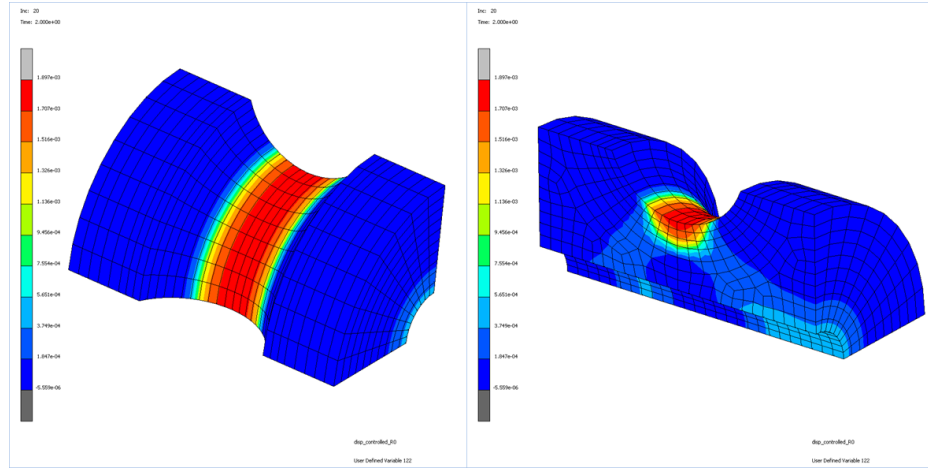 Inc: 20
Time: 2.000e+00
1.897e-03
1.707e-03
1.516e-03
1.326e-03
1.136e-03
9.456e-04
7.554e-04
5.651e-04
3.749e-04
1.847e-04
-5.559e-06
disp_controlled_R0
User Defined Variable 122
Inc: 20
Time: 2.000e+00
1.897e-03
1.707e-03
1.516e-03
1.326e-03
1.136e-03
9.456e-04
7.554e-04
5.651e-04
3.749e-04
1.847e-04
-5.559e-06
disp_controlled_R0
User Defined Variable 122